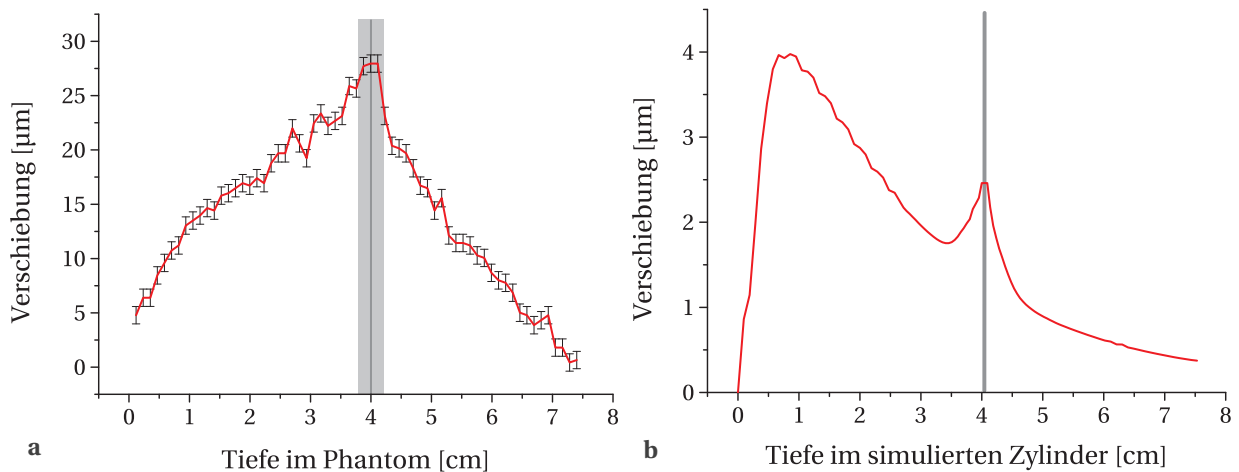 30
25
20
15
10
5
0
Verschiebung [µm]
0 1 2 3 4 5 6 7 8
Tiefe im Phantom [cm]
a
4
3
2
1
0
Verschiebung [µm]
0 1 2 3 4 5 6 7 8
Tiefe im simulierten Zylinder [cm]
b